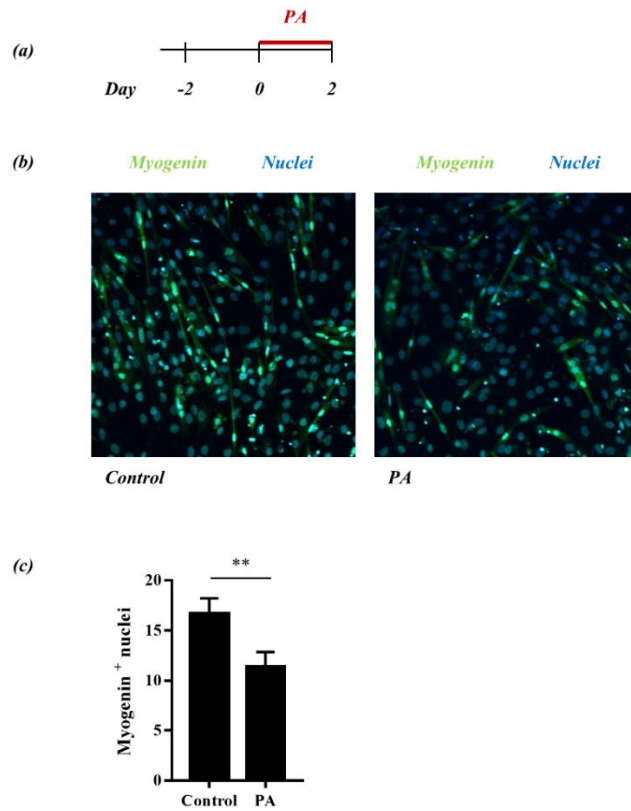 PA
(a)
Day -2 0 2
(b)
Myogenin Nuclei Myogenin Nuclei
Control PA
(c)
**
20
15
10
5
0
Myogenin + nuclei
Control PA